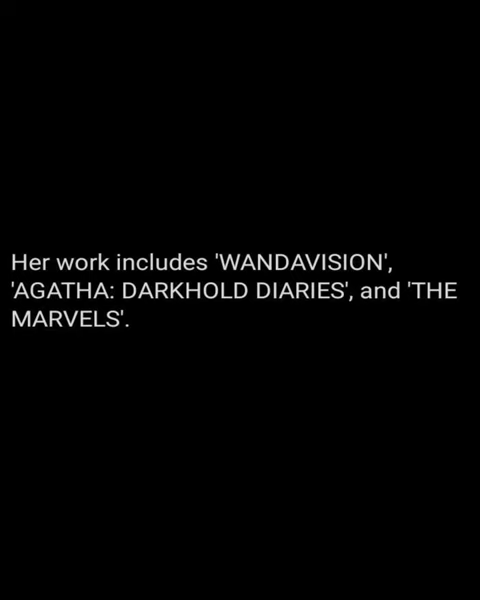 Her work includes 'WANDAVISION',
'AGATHA: DARKHOLD DIARIES', and 'THE
MARVELS'.